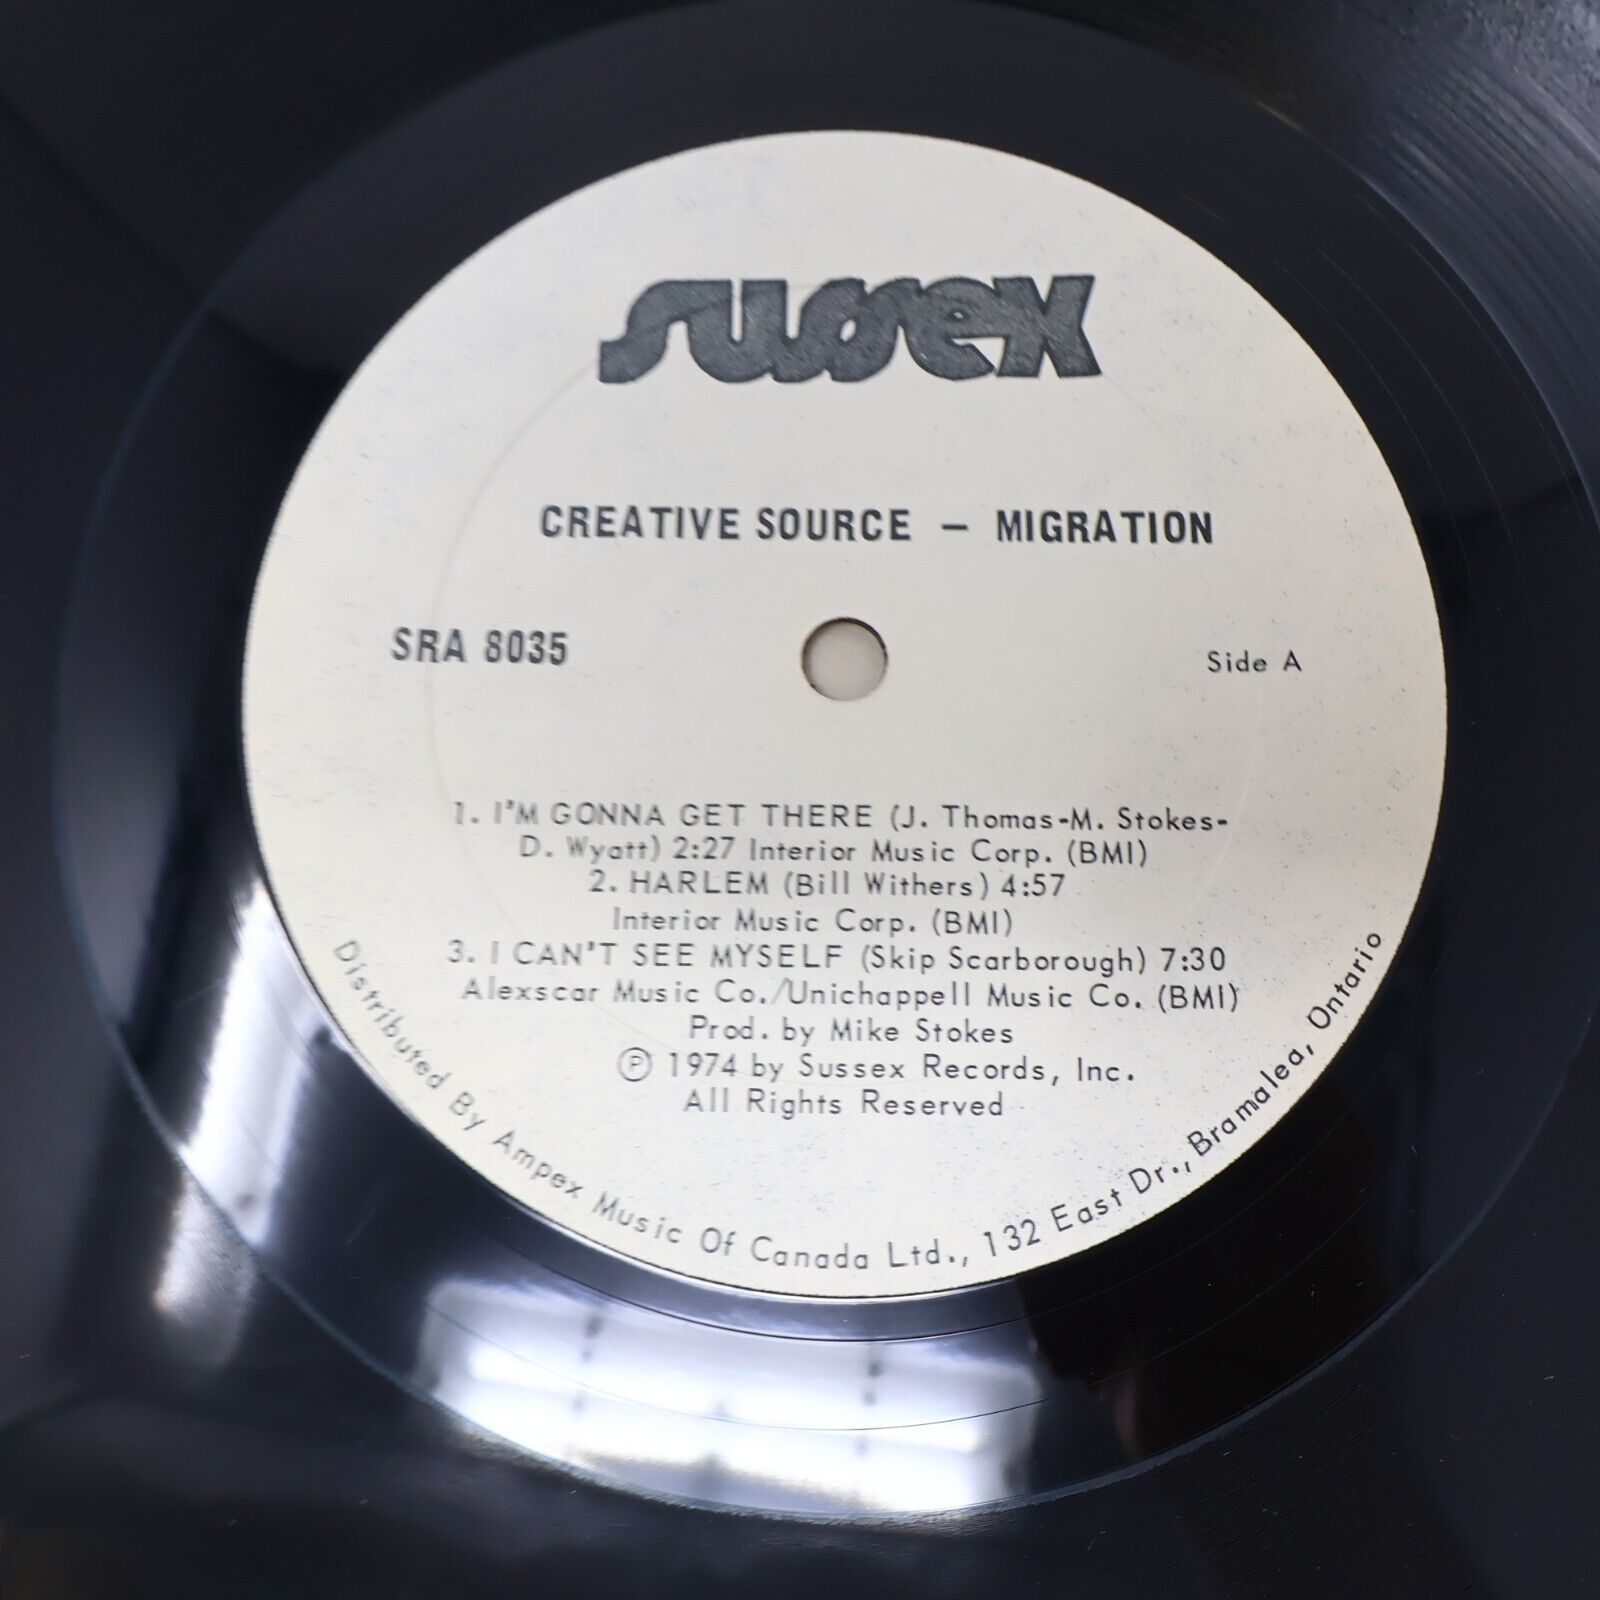 sussex
CREATIVE SOURCE – MIGRATION
SRA 8035
Side A
1. I'M GONNA GET THERE (J. Thomas-M. Stokes-
D. Wyatt) 2:27 Interior Music Corp. (BMI)
2. HARLEM (Bill Withers) 4:57
Interior Music Corp. (BMI)
3. I CAN'T SEE MYSELF (Skip Scarborough) 7:30
Alexscar Music Co./Unichappell Music Co. (BMI)
Prod. by Mike Stokes
Ⓟ 1974 by Sussex Records, Inc.
All Rights Reserved
Distributed By Ampex Music Of Canada Ltd., 132 East Dr., Bramalea, Ontario